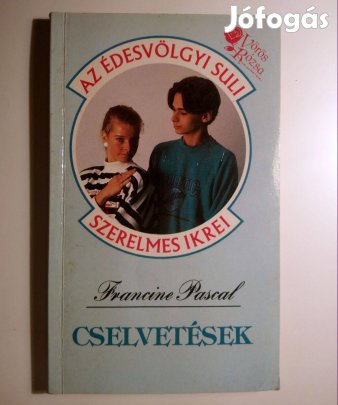 Jófogás
Vörös
Rózsa
AZ ÉDESVÖLGYI SULI
SZERELMES IKREI
Francine Pascal
CSELVETÉSEK